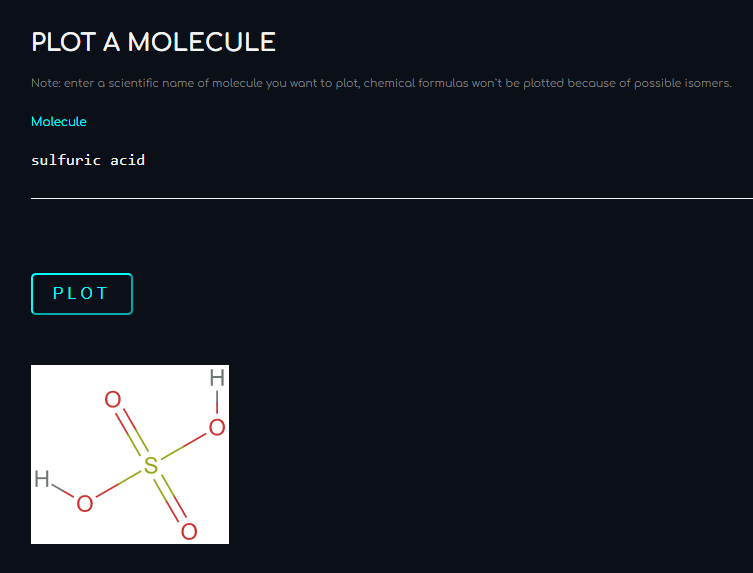 PLOT A MOLECULE
Note: enter a scientific name of molecule you want to plot, chemical formulas won`t be plotted because of possible isomers.
Molecule
sulfuric acid
PLOT
H
O
O
S
H
O
O